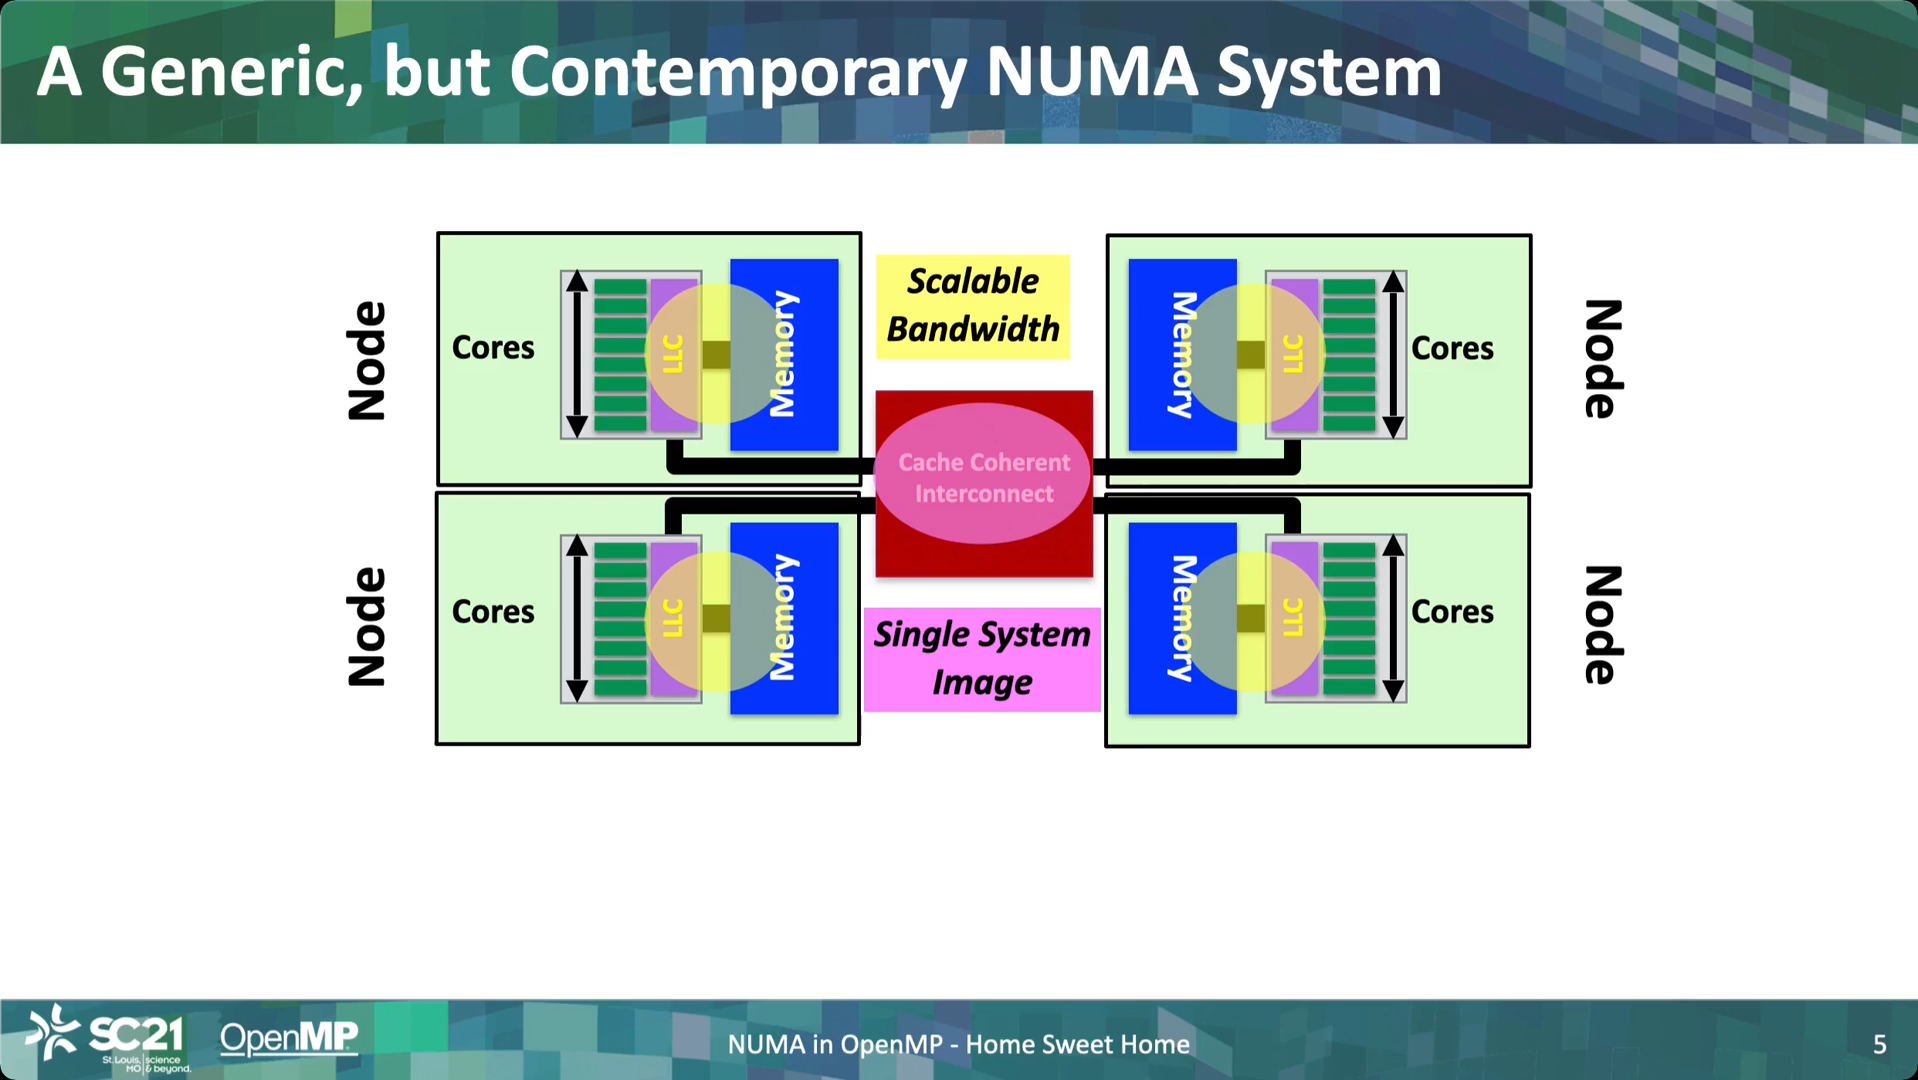 A Generic, but Contemporary NUMA System
Node
Cores
LLC
Memory
Scalable
Bandwidth
Memory
LLC
Cores
Node
Cache Coherent
Interconnect
Node
Cores
LLC
Memory
Single System
Image
Memory
LLC
Cores
Node
SC21
St. Louis, science
MO & beyond.
OpenMP
NUMA in OpenMP - Home Sweet Home
5